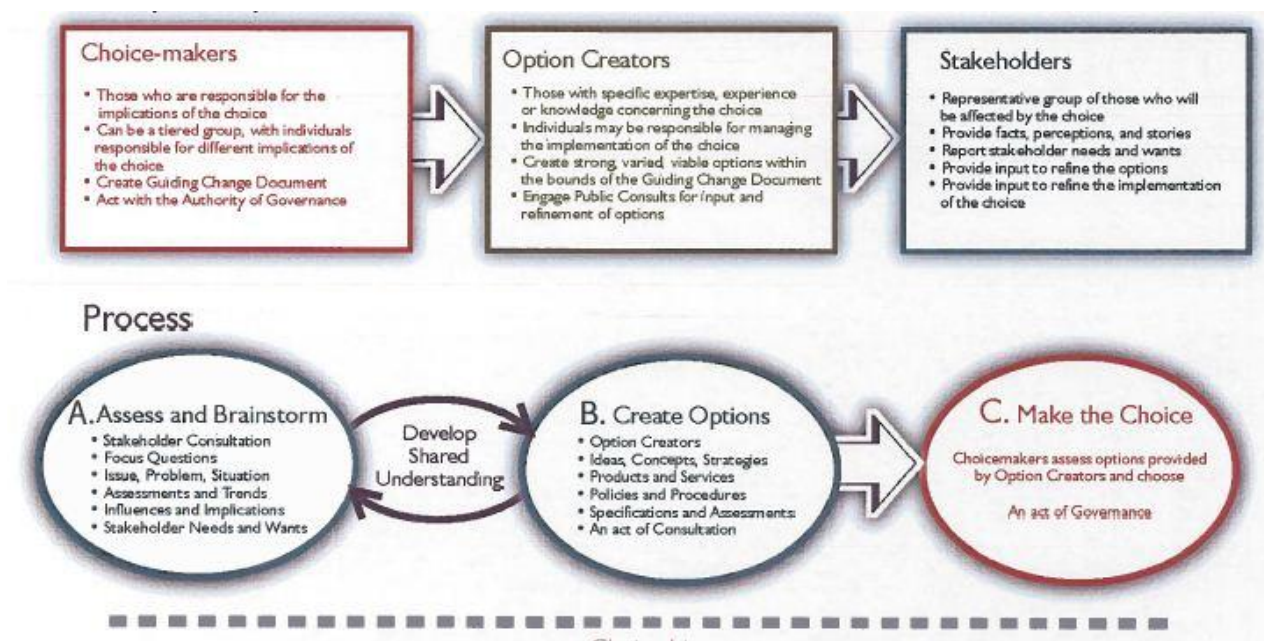 Choice-makers
• Those who are responsible for the
implications of the choice
• Can be a tiered group, with individuals
responsible for different implications of
the choice
• Create Guiding Change Document
• Act with the Authority of Governance
Option Creators
• Those with specific expertise, experience
or knowledge concerning the choice
• Individuals may be responsible for managing
the implementation of the choice
• Create strong, varied, viable options within
the bounds of the Guiding Change Document
• Engage Public Consults for input and
refinement of options
Stakeholders
• Representative group of those who will
be affected by the choice
• Provide facts, perceptions, and stories
• Report stakeholder needs and wants
• Provide input to refine the options
• Provide input to refine the implementation
of the choice
Process
A. Assess and Brainstorm
• Stakeholder Consultation
• Focus Questions
• Issue, Problem, Situation
• Assessments and Trends
• Influences and Implications
• Stakeholder Needs and Wants
Develop
Shared
Understanding
B. Create Options
• Option Creators
• Ideas, Concepts, Strategies
• Products and Services
• Policies and Procedures
• Specifications and Assessments
• An act of Consultation
C. Make the Choice
Choicemakers assess options provided
by Option Creators and choose
An act of Governance